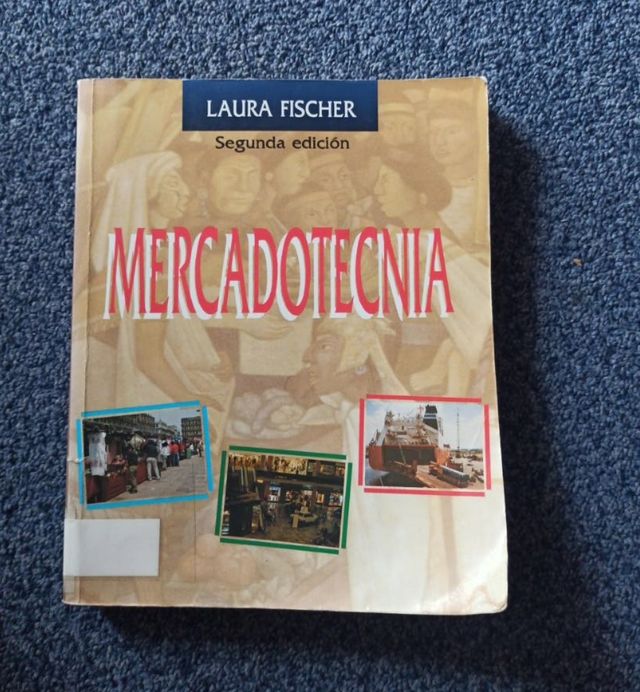 LAURA FISCHER
Segunda edición
MERCADOTECNIA